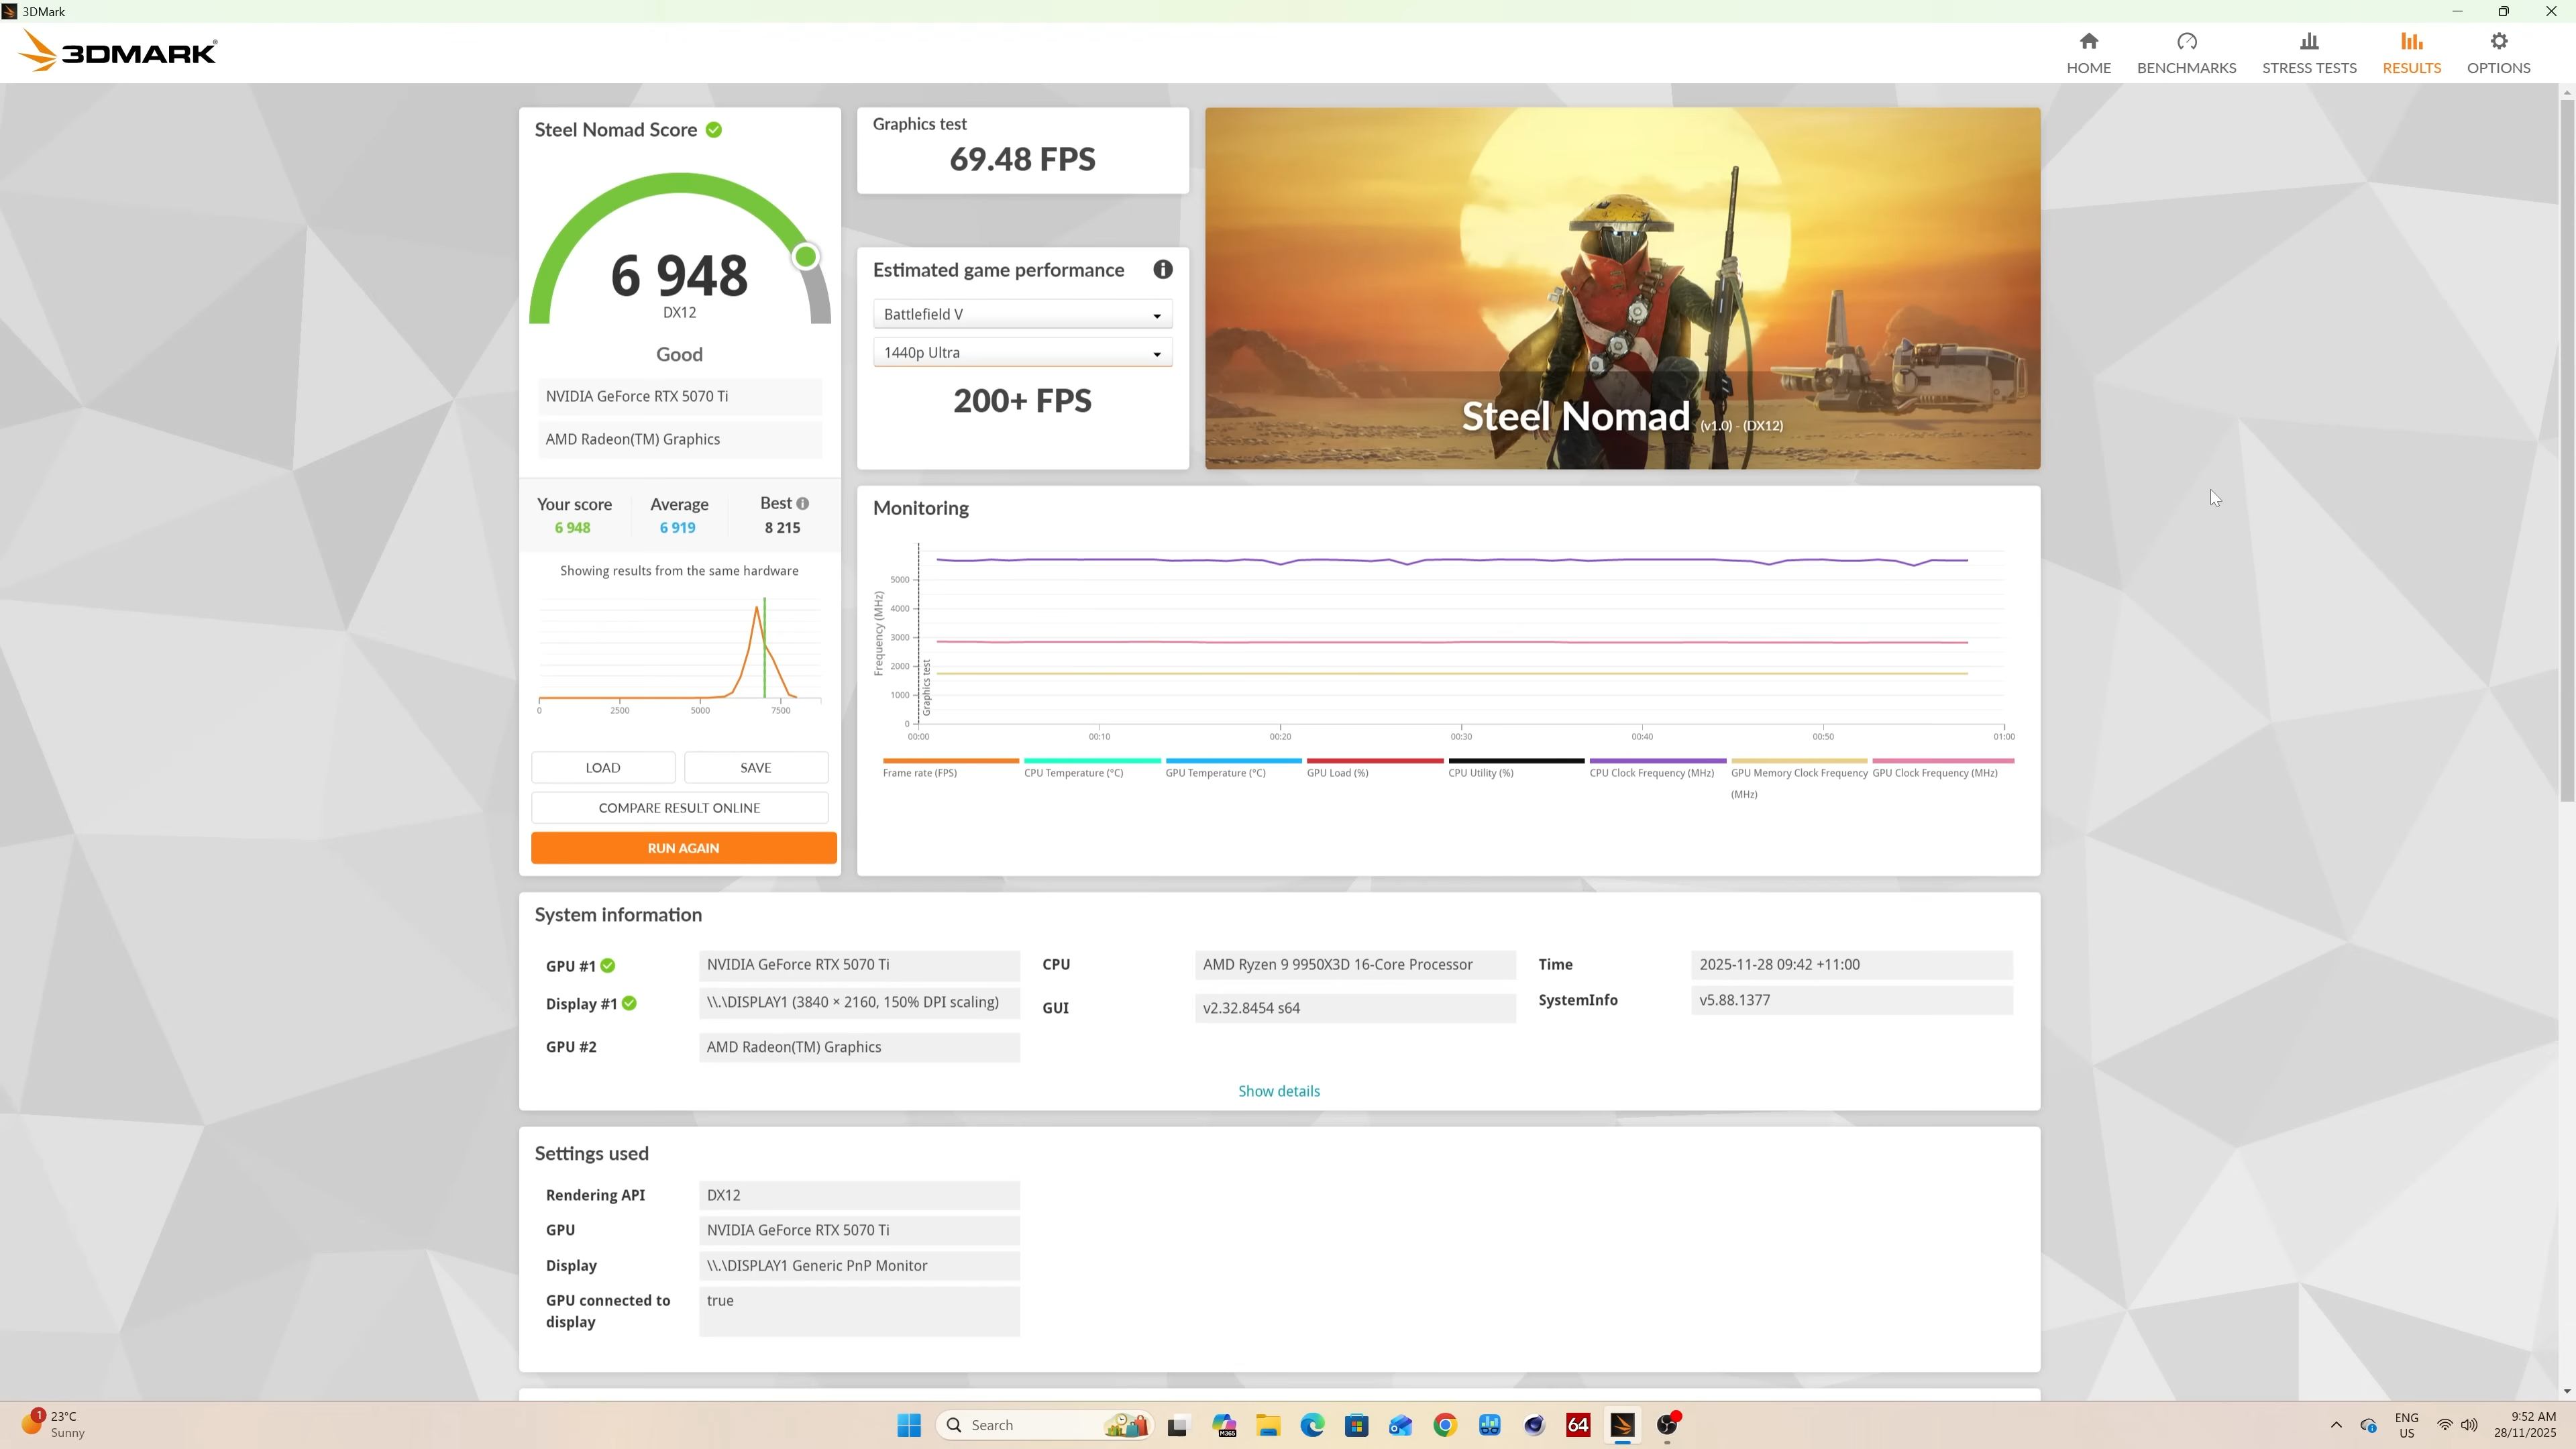 3DMark
3DMARK
HOME
BENCHMARKS
STRESS TESTS
RESULTS
OPTIONS
Steel Nomad Score
6 948
DX12
Good
NVIDIA GeForce RTX 5070 Ti
AMD Radeon(TM) Graphics
Your score
6 948
Average
6 919
Best
8 215
Showing results from the same hardware
0 2500 5000 7500
LOAD
SAVE
COMPARE RESULT ONLINE
RUN AGAIN
Graphics test
69.48 FPS
Estimated game performance
Battlefield V
1440p Ultra
200+ FPS
Steel Nomad (v1.0) - (DX12)
Monitoring
Frequency (MHz)
5000
4000
3000
2000
1000
0
Graphics test
00:00 00:10 00:20 00:30 00:40 00:50 01:00
Frame rate (FPS)
CPU Temperature (°C)
GPU Temperature (°C)
GPU Load (%)
CPU Utility (%)
CPU Clock Frequency (MHz)
GPU Memory Clock Frequency
(MHz)
GPU Clock Frequency (MHz)
System information
GPU #1
NVIDIA GeForce RTX 5070 Ti
Display #1
\\.\DISPLAY1 (3840 × 2160, 150% DPI scaling)
GPU #2
AMD Radeon(TM) Graphics
CPU
AMD Ryzen 9 9950X3D 16-Core Processor
GUI
v2.32.8454 s64
Time
2025-11-28 09:42 +11:00
SystemInfo
v5.88.1377
Show details
Settings used
Rendering API
DX12
GPU
NVIDIA GeForce RTX 5070 Ti
Display
\\.\DISPLAY1 Generic PnP Monitor
GPU connected to
display
true
1
23°C
Sunny
Search
M365
64
ENG
US
9:52 AM
28/11/2025